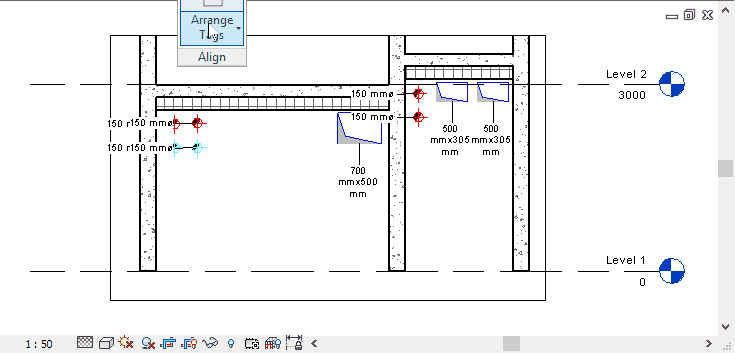 Arrange
Tags
Align
Level 2
3000
150 mmø
150 mmø
150 r150 mmø
150 r150 mmø
500
mmx305
mm
500
mmx305
mm
700
mmx500
mm
Level 1
0
1 : 50